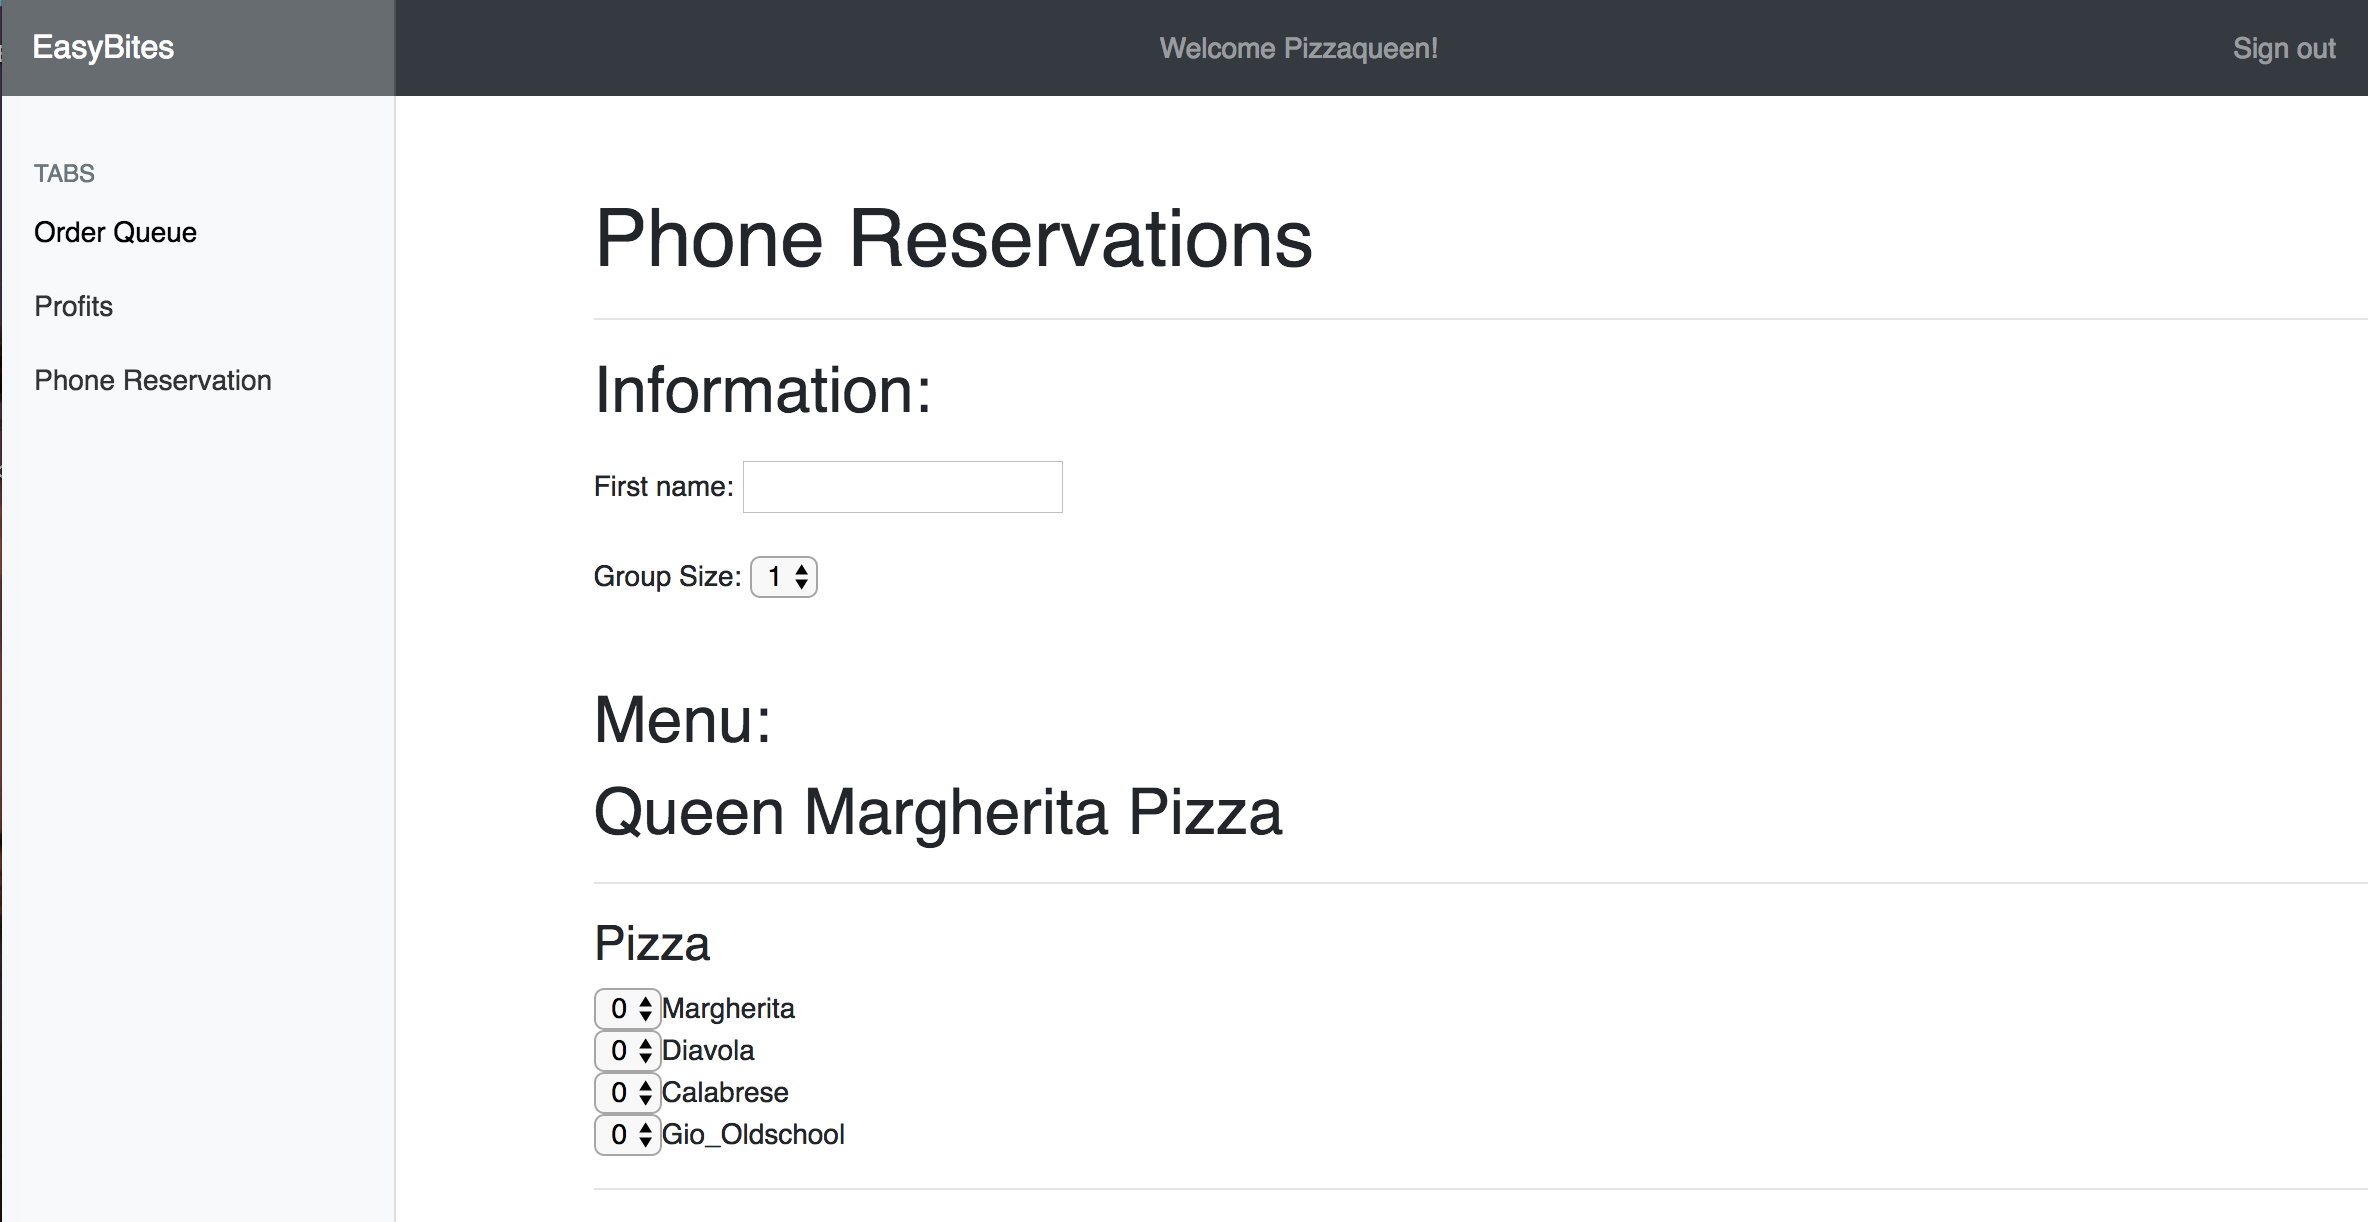 EasyBites
Welcome Pizzaqueen!
Sign out
TABS
Order Queue
Profits
Phone Reservation
Phone Reservations
Information:
First name:
Group Size: 1
Menu:
Queen Margherita Pizza
Pizza
0 Margherita
0 Diavola
0 Calabrese
0 Gio_Oldschool